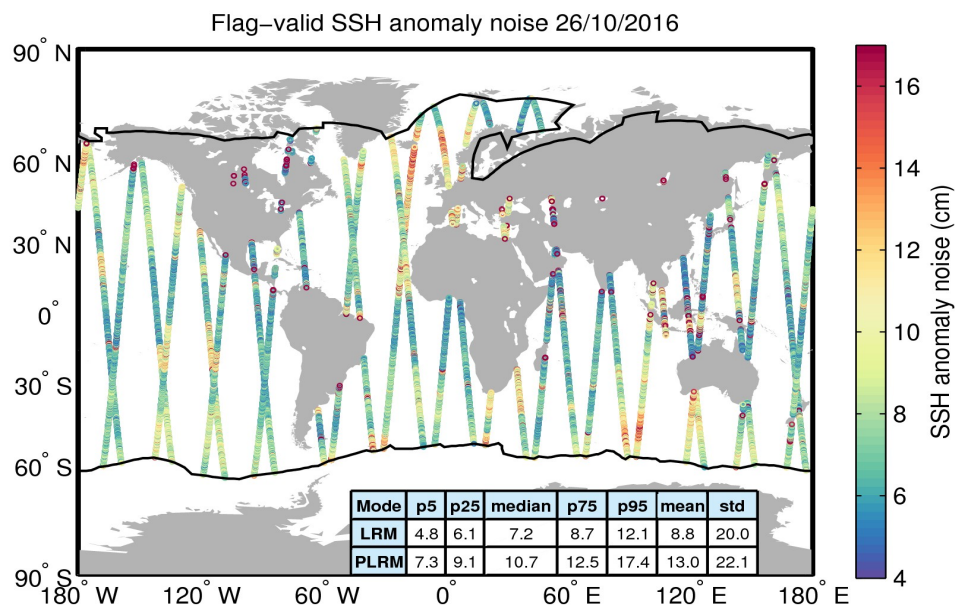 Flag−valid SSH anomaly noise 26/10/2016
90° N
60° N
30° N
0°
30° S
60° S
90° S
180° W
120° W
60° W
0°
60° E
120° E
180° E
Mode p5 p25 median p75 p95 mean std
LRM 4.8 6.1 7.2 8.7 12.1 8.8 20.0
PLRM 7.3 9.1 10.7 12.5 17.4 13.0 22.1
16
14
12
10
8
6
4
SSH anomaly noise (cm)